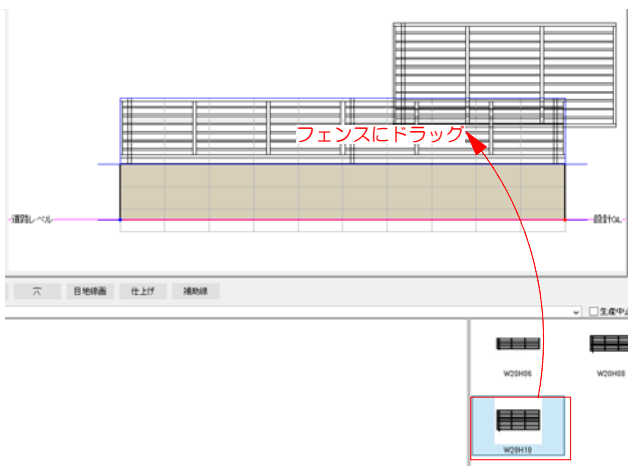 フェンスにドラッグ
道路レベル
設計GL
穴
目地線画
仕上げ
補助線
生産中止
W20H06
W20H08
W20H10